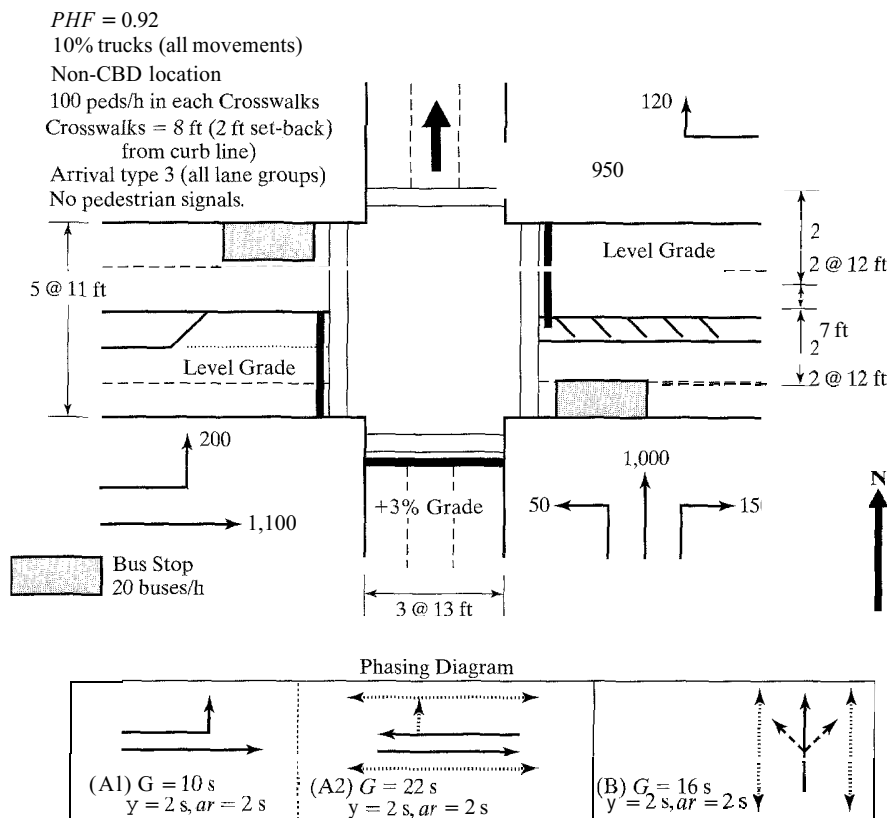 PHF = 0.92
10% trucks (all movements)
Non-CBD location
100 peds/h in each Crosswalks
Crosswalks = 8 ft (2 ft set-back)
from curb line)
Arrival type 3 (all lane groups)
No pedestrian signals.
120
950
Level Grade
2
2 @ 12 ft
5 @ 11 ft
7 ft
Level Grade
2
2 @ 12 ft
200
1,100
+3% Grade
1,000
50
15
N
Bus Stop
20 buses/h
3 @ 13 ft
Phasing Diagram
(A1) G = 10 s
y = 2 s, ar = 2 s
(A2) G = 22 s
y = 2 s, ar = 2 s
(B) G = 16 s
y = 2 s, ar = 2 s